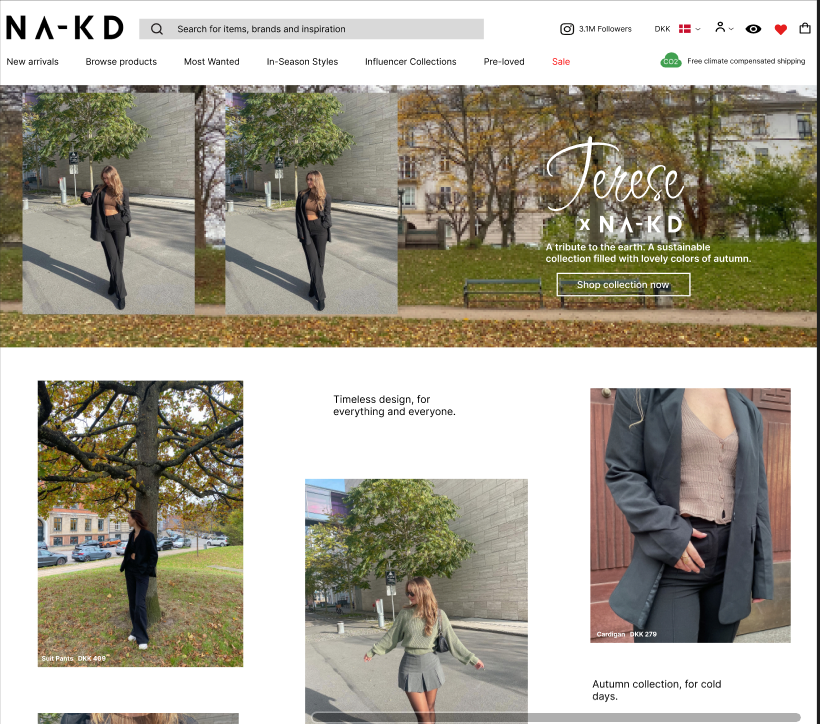 NA-KD
Search for items, brands and inspiration
3.1M Followers
DKK
New arrivals
Browse products
Most Wanted
In-Season Styles
Influencer Collections
Pre-loved
Sale
CO2
Free climate compensated shipping
Terese
x NA-KD
A tribute to the earth. A sustainable
collection filled with lovely colors of autumn.
Shop collection now
Timeless design, for
everything and everyone.
Suit Pants DKK 409
Cardigan DKK 279
Autumn collection, for cold
days.